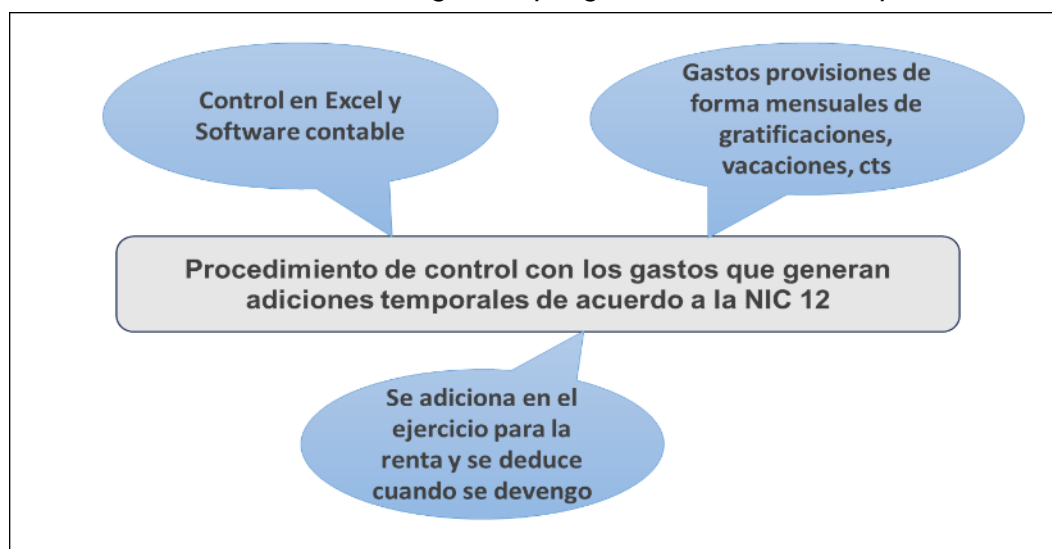 Control en Excel y
Software contable
Gastos provisiones de
forma mensuales de
gratificaciones,
vacaciones, cts
Procedimiento de control con los gastos que generan
adiciones temporales de acuerdo a la NIC 12
Se adiciona en el
ejercicio para la
renta y se deduce
cuando se devengo